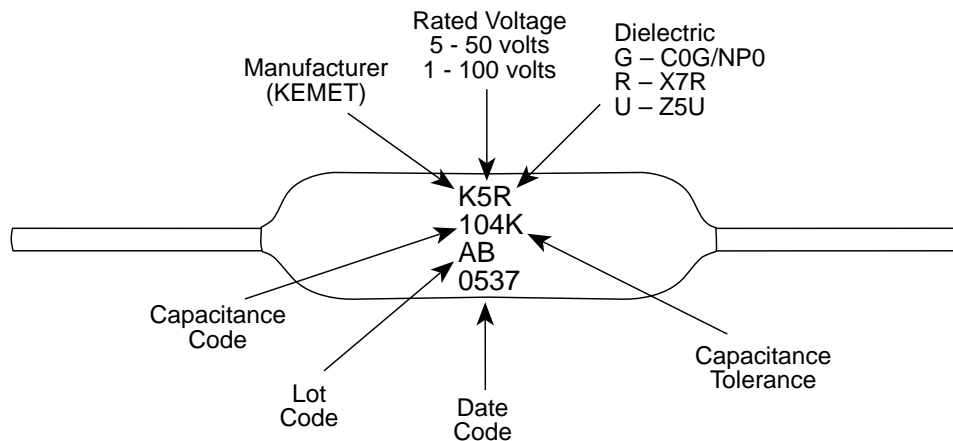 Rated Voltage
5 - 50 volts
1 - 100 volts
Dielectric
G – C0G/NP0
R – X7R
U – Z5U
Manufacturer
(KEMET)
K5R
104K
AB
0537
Capacitance
Code
Capacitance
Tolerance
Lot
Code
Date
Code